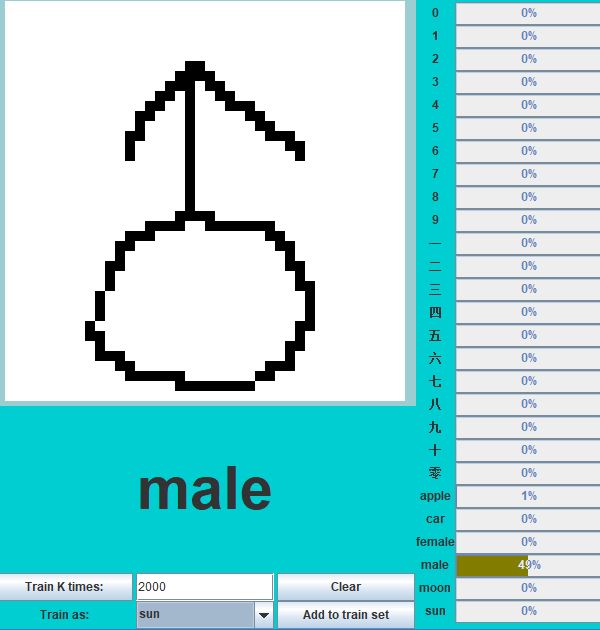 0 0%
1 0%
2 0%
3 0%
4 0%
5 0%
6 0%
7 0%
8 0%
9 0%
一 0%
二 0%
三 0%
四 0%
五 0%
六 0%
七 0%
八 0%
九 0%
十 0%
零 0%
apple 1%
car 0%
female 0%
male 49%
moon 0%
sun 0%
male
Train K times: 2000 Clear
Train as: sun Add to train set